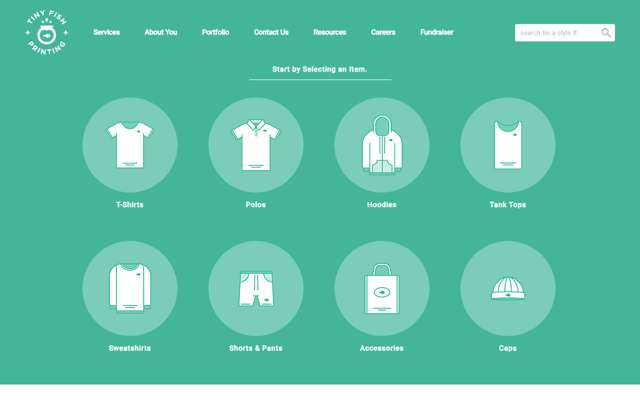 TINY FISH
PRINTING
Services
About You
Portfolio
Contact Us
Resources
Careers
Fundraiser
search for a style #
Start by Selecting an Item.
T-Shirts
Polos
Hoodies
Tank Tops
Sweatshirts
Shorts & Pants
Accessories
Caps